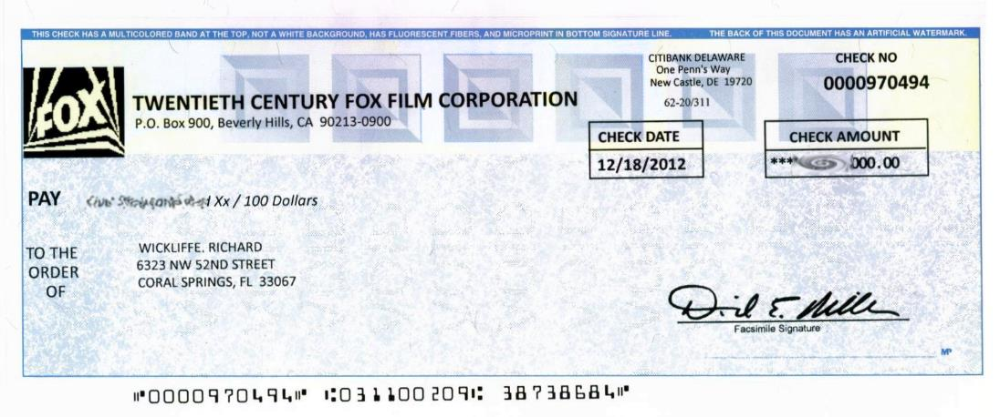 THIS CHECK HAS A MULTICOLORED BAND AT THE TOP, NOT A WHITE BACKGROUND, HAS FLUORESCENT FIBERS, AND MICROPRINT IN BOTTOM SIGNATURE LINE. THE BACK OF THIS DOCUMENT HAS AN ARTIFICIAL WATERMARK.
FOX
TWENTIETH CENTURY FOX FILM CORPORATION
P.O. Box 900, Beverly Hills, CA 90213-0900
CITIBANK DELAWARE
One Penn's Way
New Castle, DE 19720
62-20/311
CHECK NO
0000970494
CHECK DATE
12/18/2012
CHECK AMOUNT
*** 000.00
PAY Xx / 100 Dollars
TO THE
ORDER
OF
WICKLIFFE. RICHARD
6323 NW 52ND STREET
CORAL SPRINGS, FL 33067
Facsimile Signature
MP
⑈0000970494⑈ ⑆031100209⑆ 38738684⑈